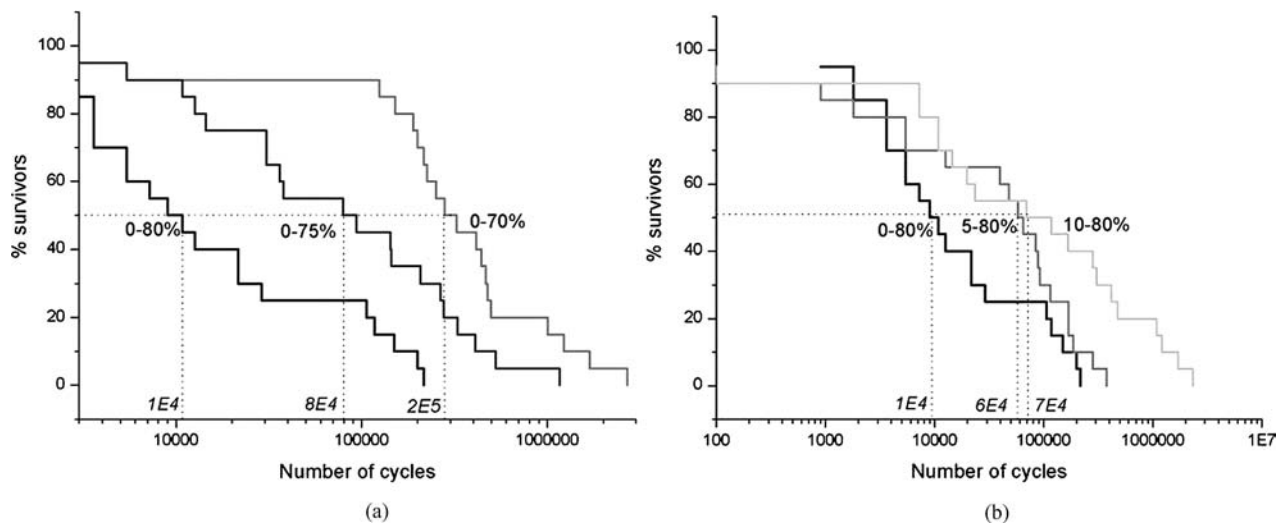 100
80
60
40
20
0
% survivors
0-80%
0-75%
0-70%
1E4
8E4
2E5
10000
100000
1000000
Number of cycles
(a)
100
80
60
40
20
0
% survivors
0-80%
5-80%
10-80%
1E4
6E4
7E4
100
1000
10000
100000
1000000
1E7
Number of cycles
(b)